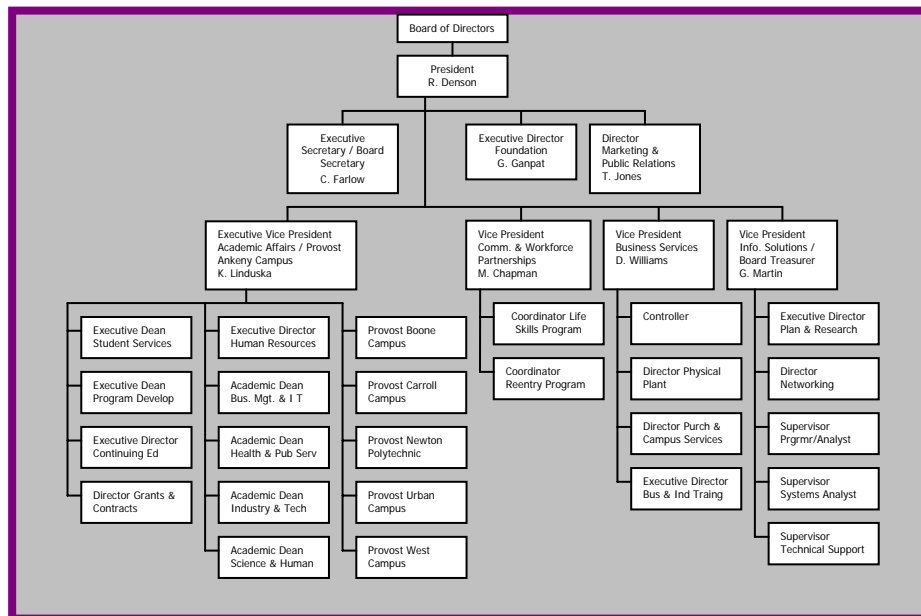 Board of Directors
President
R. Denson
Executive
Secretary / Board
Secretary
C. Farlow
Executive Director
Foundation
G. Ganpat
Director
Marketing &
Public Relations
T. Jones
Executive Vice President
Academic Affairs / Provost
Ankeny Campus
K. Linduska
Vice President
Comm. & Workforce
Partnerships
M. Chapman
Vice President
Business Services
D. Williams
Vice President
Info. Solutions /
Board Treasurer
G. Martin
Executive Dean
Student Services
Executive Dean
Program Develop
Executive Director
Continuing Ed
Director Grants &
Contracts
Executive Director
Human Resources
Academic Dean
Bus. Mgt. & I T
Academic Dean
Health & Pub Serv
Academic Dean
Industry & Tech
Academic Dean
Science & Human
Provost Boone
Campus
Provost Carroll
Campus
Provost Newton
Polytechnic
Provost Urban
Campus
Provost West
Campus
Coordinator Life
Skills Program
Coordinator
Reentry Program
Controller
Director Physical
Plant
Director Purch &
Campus Services
Executive Director
Bus & Ind Traing
Executive Director
Plan & Research
Director
Networking
Supervisor
Prgrmr/Analyst
Supervisor
Systems Analyst
Supervisor
Technical Support